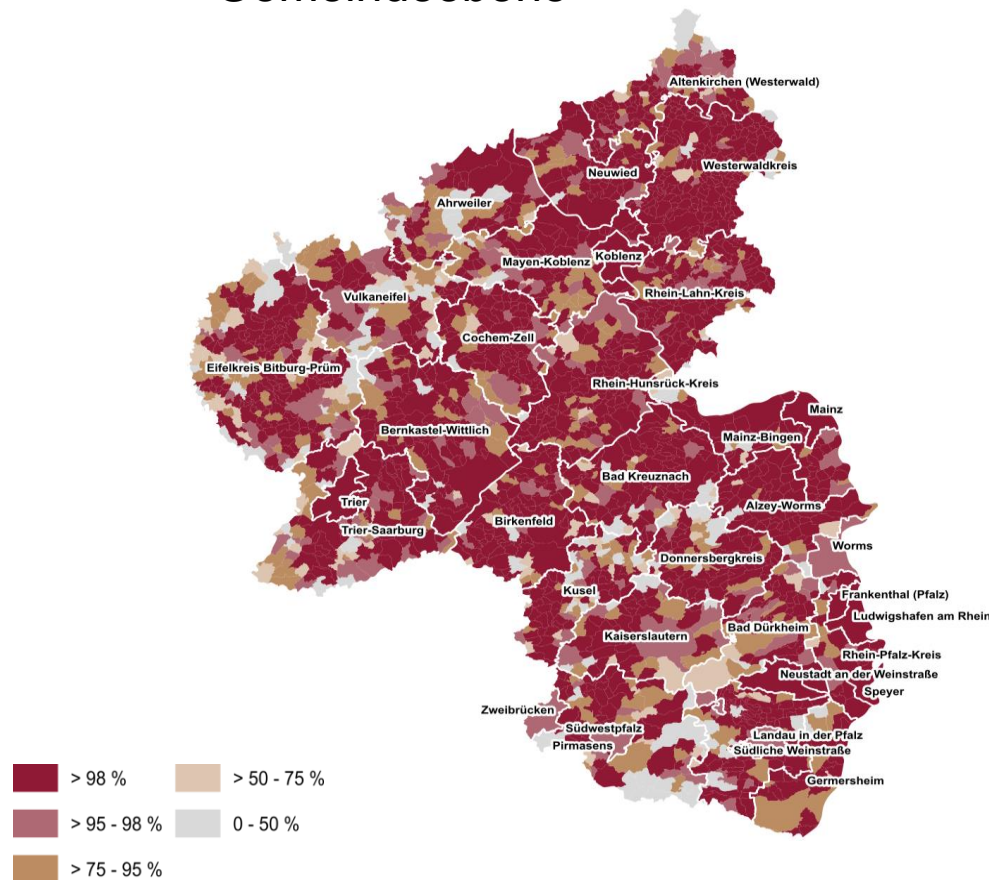 Gemeindeebene
Altenkirchen (Westerwald)
Neuwied
Westerwaldkreis
Ahrweiler
Mayen-Koblenz
Koblenz
Rhein-Lahn-Kreis
Vulkaneifel
Cochem-Zell
Eifelkreis Bitburg-Prüm
Rhein-Hunsrück-Kreis
Mainz
Bernkastel-Wittlich
Mainz-Bingen
Bad Kreuznach
Trier
Alzey-Worms
Birkenfeld
Trier-Saarburg
Worms
Donnersbergkreis
Kusel
Frankenthal (Pfalz)
Ludwigshafen am Rhein
Bad Dürkheim
Kaiserslautern
Rhein-Pfalz-Kreis
Neustadt an der Weinstraße
Speyer
Zweibrücken
Südwestpfalz
Landau in der Pfalz
Pirmasens
Südliche Weinstraße
Germersheim
> 98 %
> 50 - 75 %
> 95 - 98 %
0 - 50 %
> 75 - 95 %